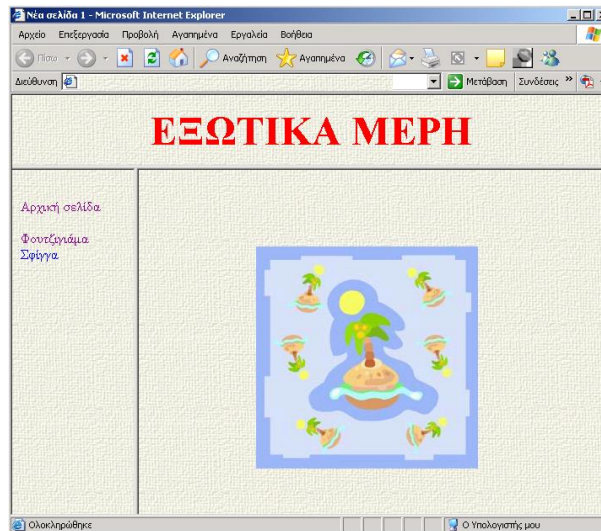 Νέα σελίδα 1 - Microsoft Internet Explorer
Αρχείο Επεξεργασία Προβολή Αγαπημένα Εργαλεία Βοήθεια
Πίσω Αναζήτηση Αγαπημένα
Διεύθυνση Μετάβαση Συνδέσεις »
ΕΞΩΤΙΚΑ ΜΕΡΗ
Αρχική σελίδα
Φουτζιγιάμα
Σφίγγα
Ολοκληρώθηκε Ο Υπολογιστής μου